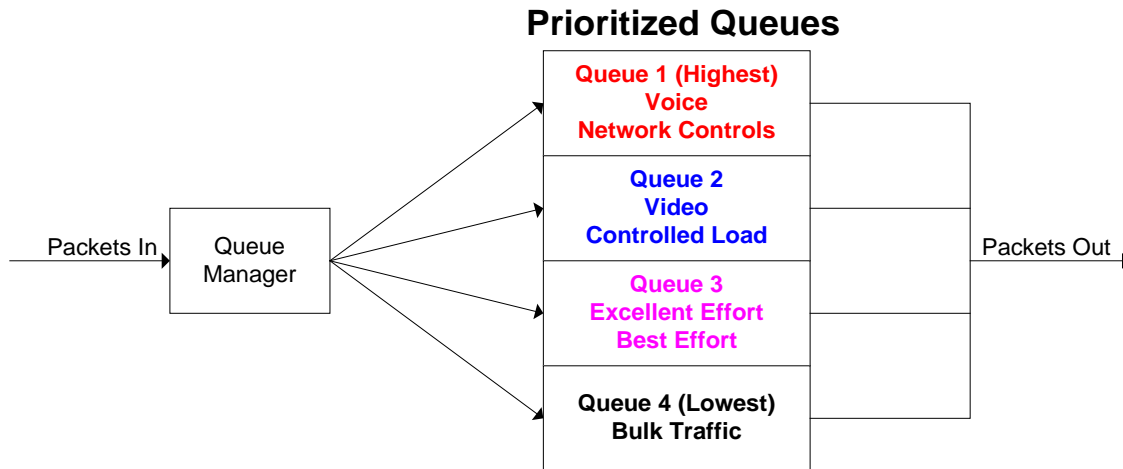 Prioritized Queues
Queue 1 (Highest)
Voice
Network Controls
Queue 2
Video
Controlled Load
Packets In
Queue
Manager
Packets Out
Queue 3
Excellent Effort
Best Effort
Queue 4 (Lowest)
Bulk Traffic